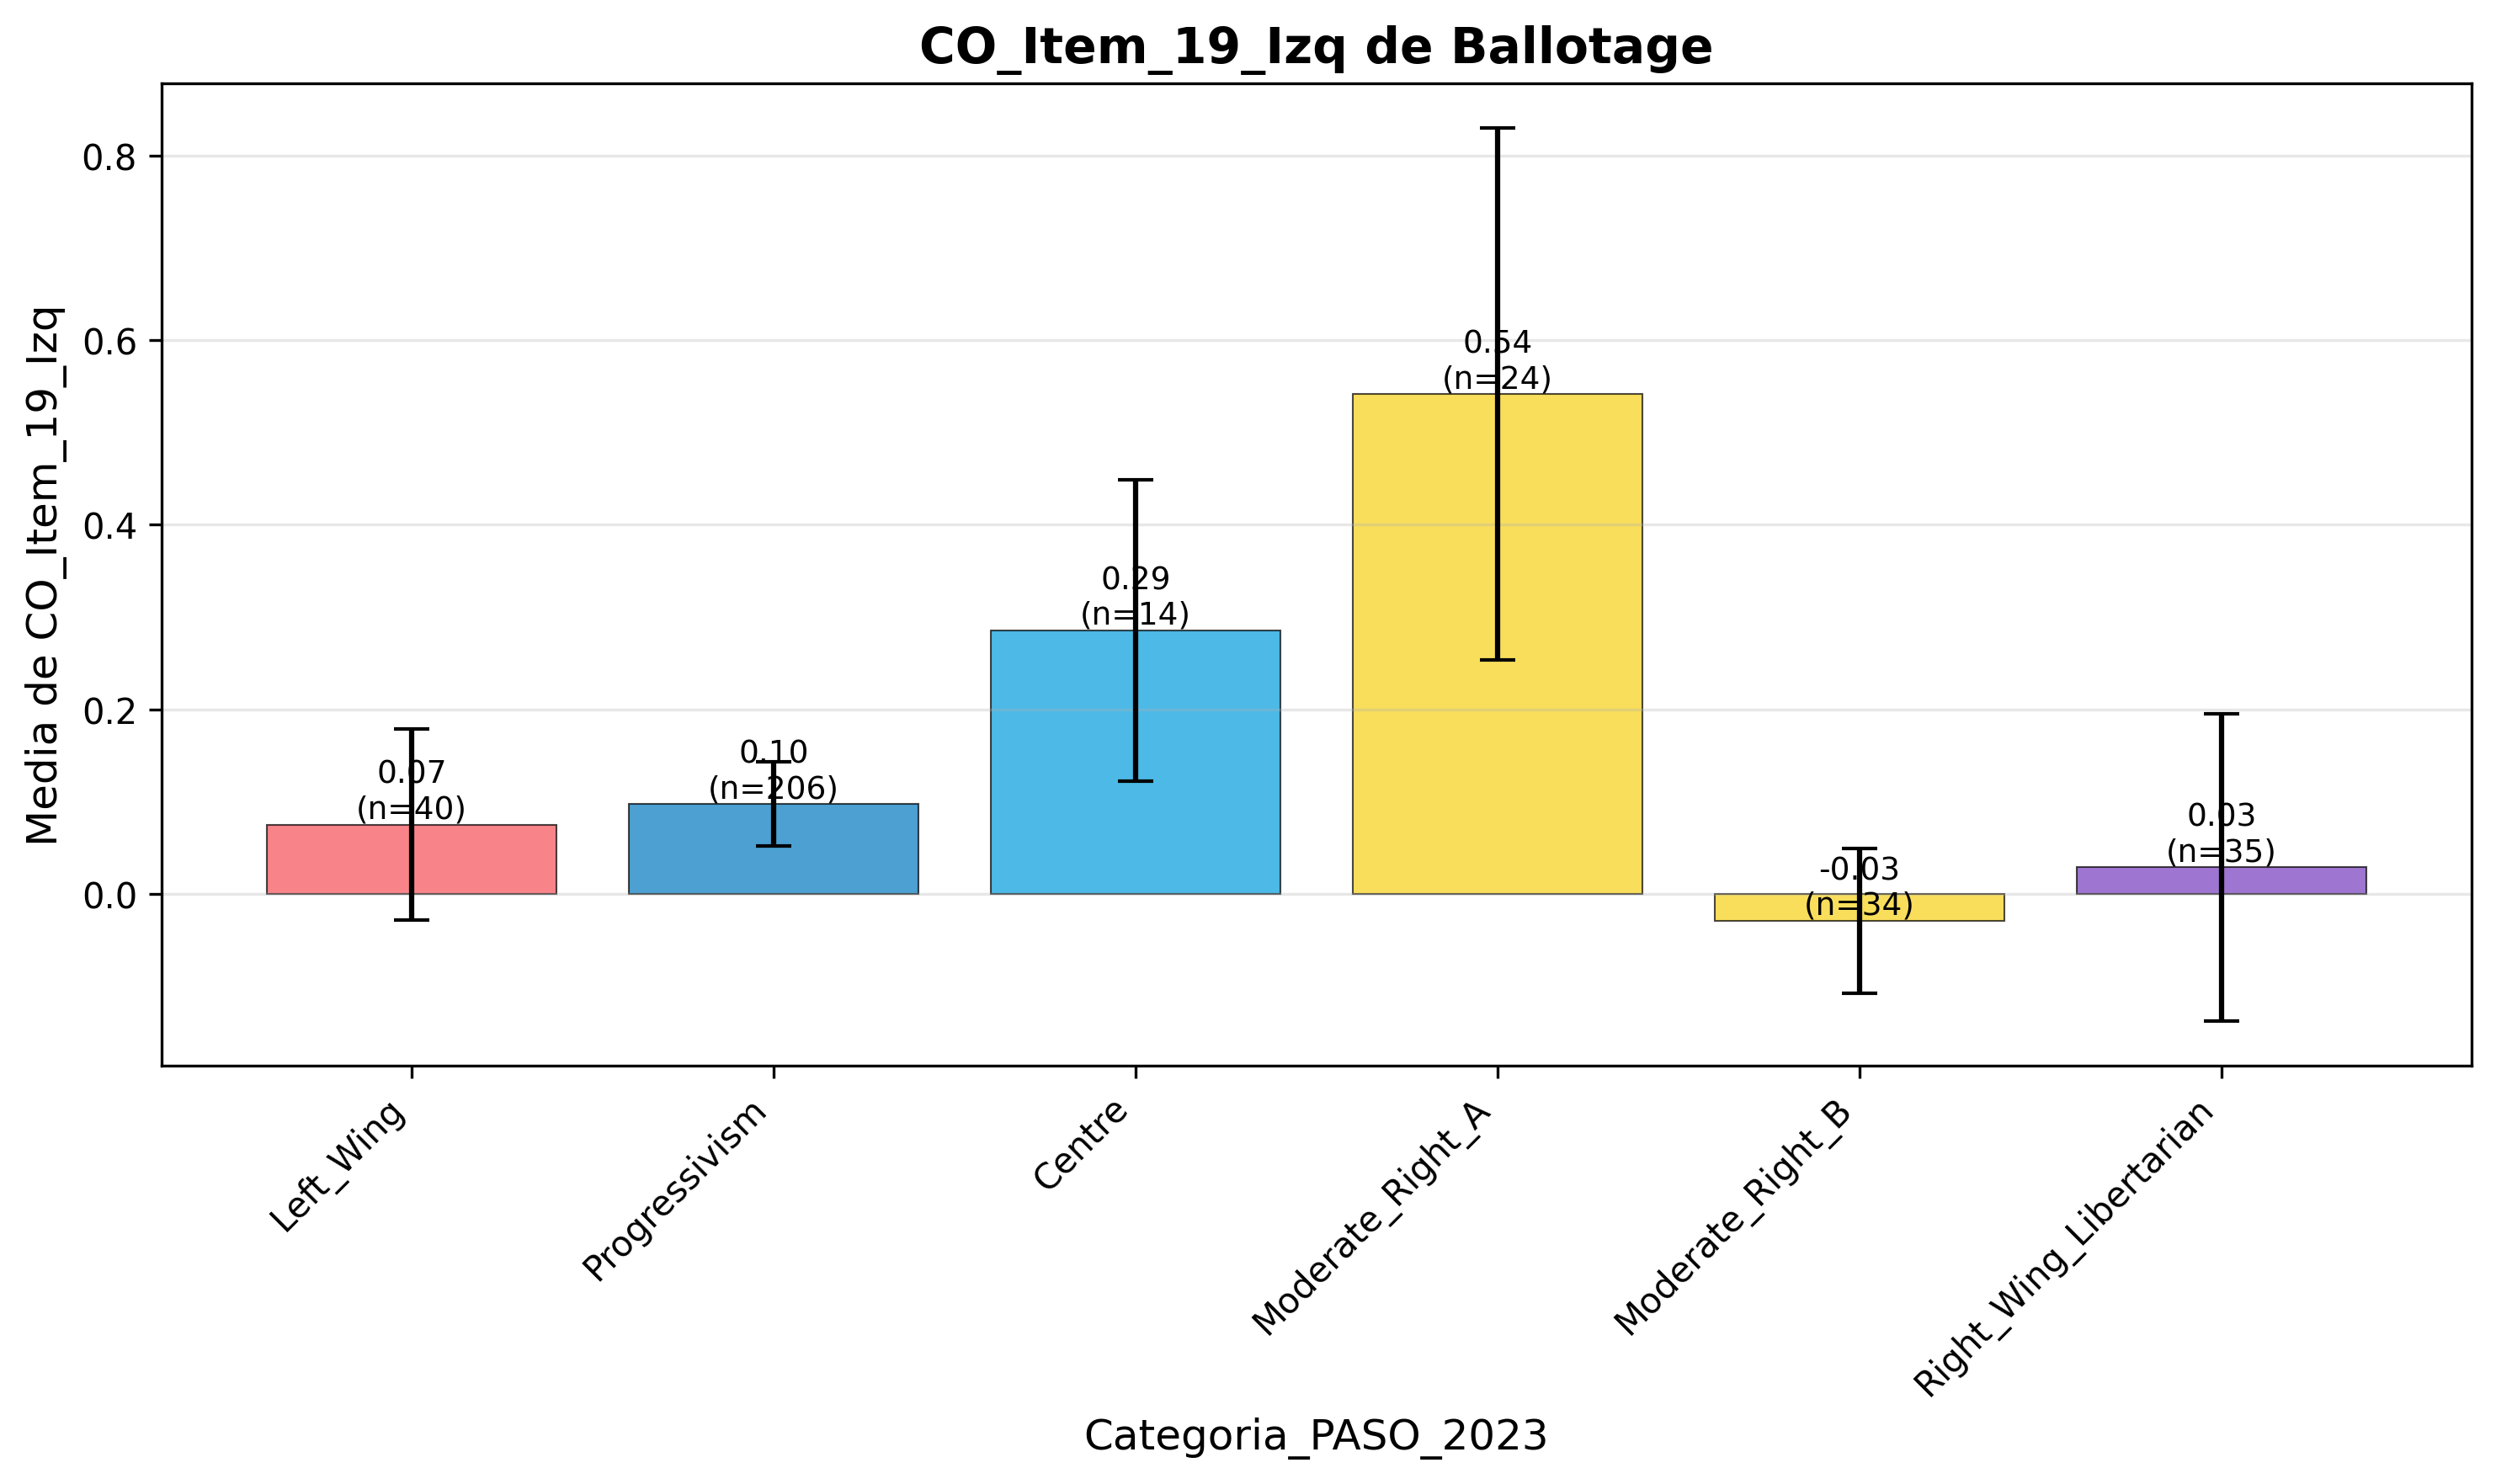 CO_Item_19_Izq de Ballotage
Media de CO_Item_19_Izq
0.8
0.6
0.4
0.2
0.0
0.07
(n=40)
0.10
(n=206)
0.29
(n=14)
0.54
(n=24)
-0.03
(n=34)
0.03
(n=35)
Left_Wing
Progressivism
Centre
Moderate_Right_A
Moderate_Right_B
Right_Wing_Libertarian
Categoria_PASO_2023